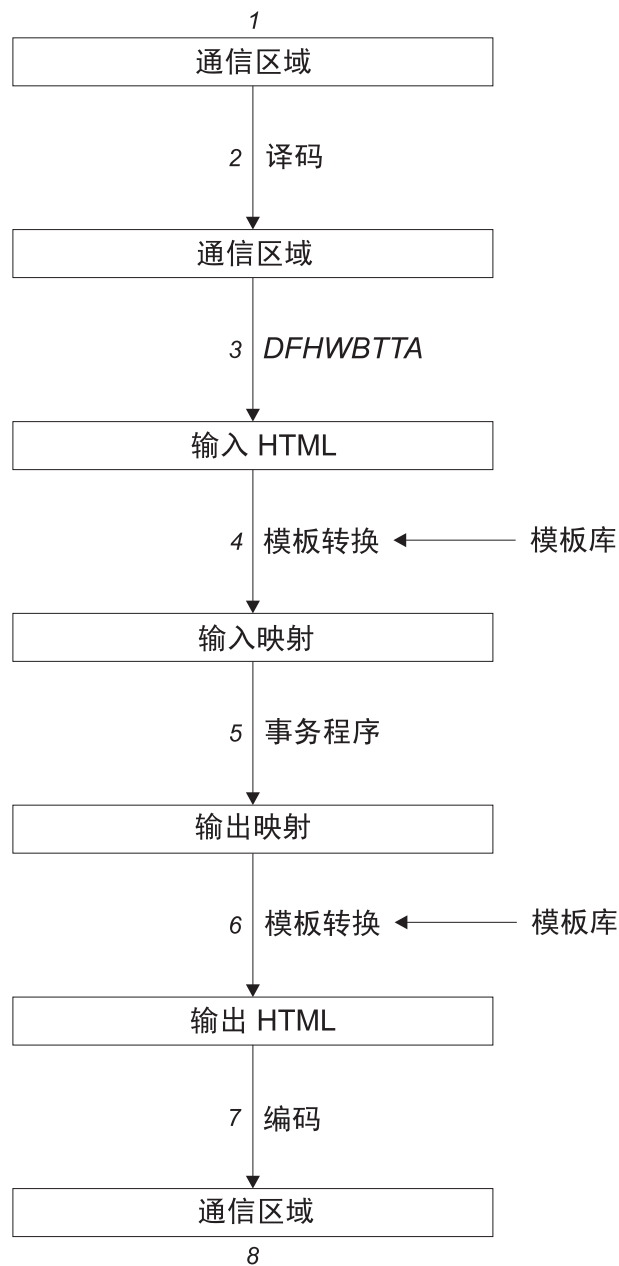 1
通信区域
2 译码
通信区域
3 DFHWBTTA
输入 HTML
4 模板转换 模板库
输入映射
5 事务程序
输出映射
6 模板转换 模板库
输出 HTML
7 编码
通信区域
8